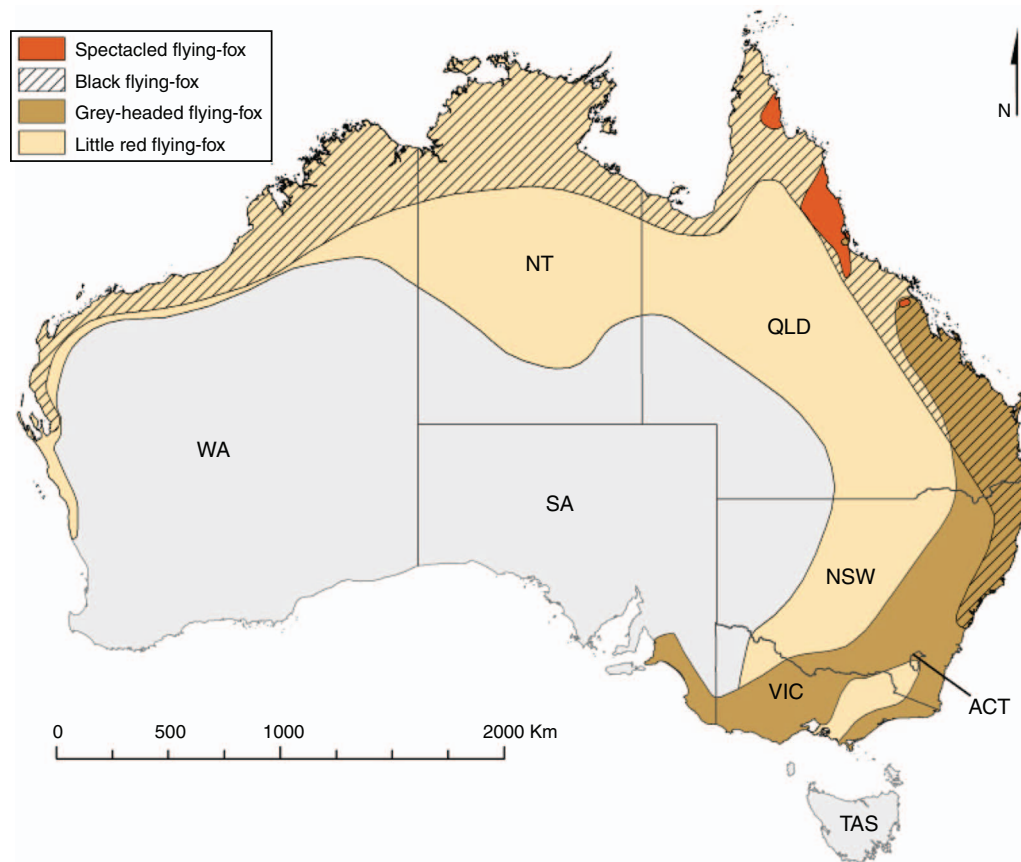 Spectacled flying-fox
Black flying-fox
Grey-headed flying-fox
Little red flying-fox
N
NT
QLD
WA
SA
NSW
VIC
ACT
0 500 1000 2000 Km
TAS